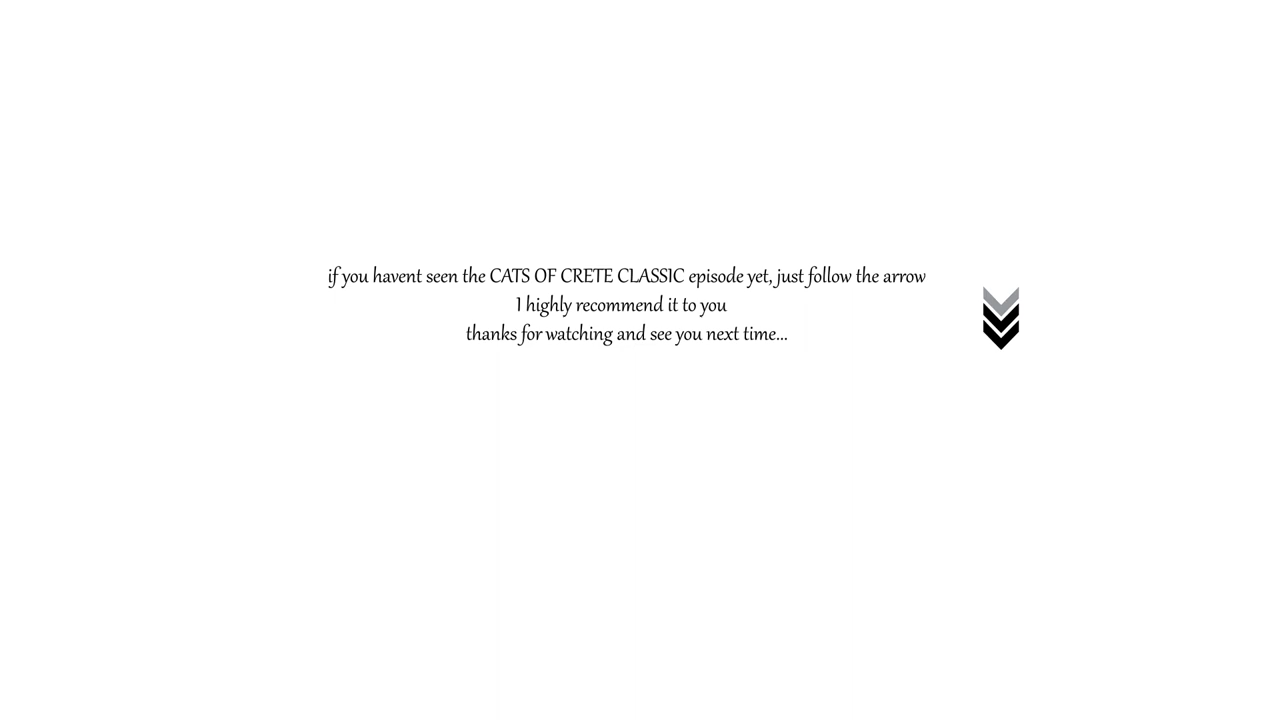 if you havent seen the CATS OF CRETE CLASSIC episode yet, just follow the arrow
I highly recommend it to you
thanks for watching and see you next time...